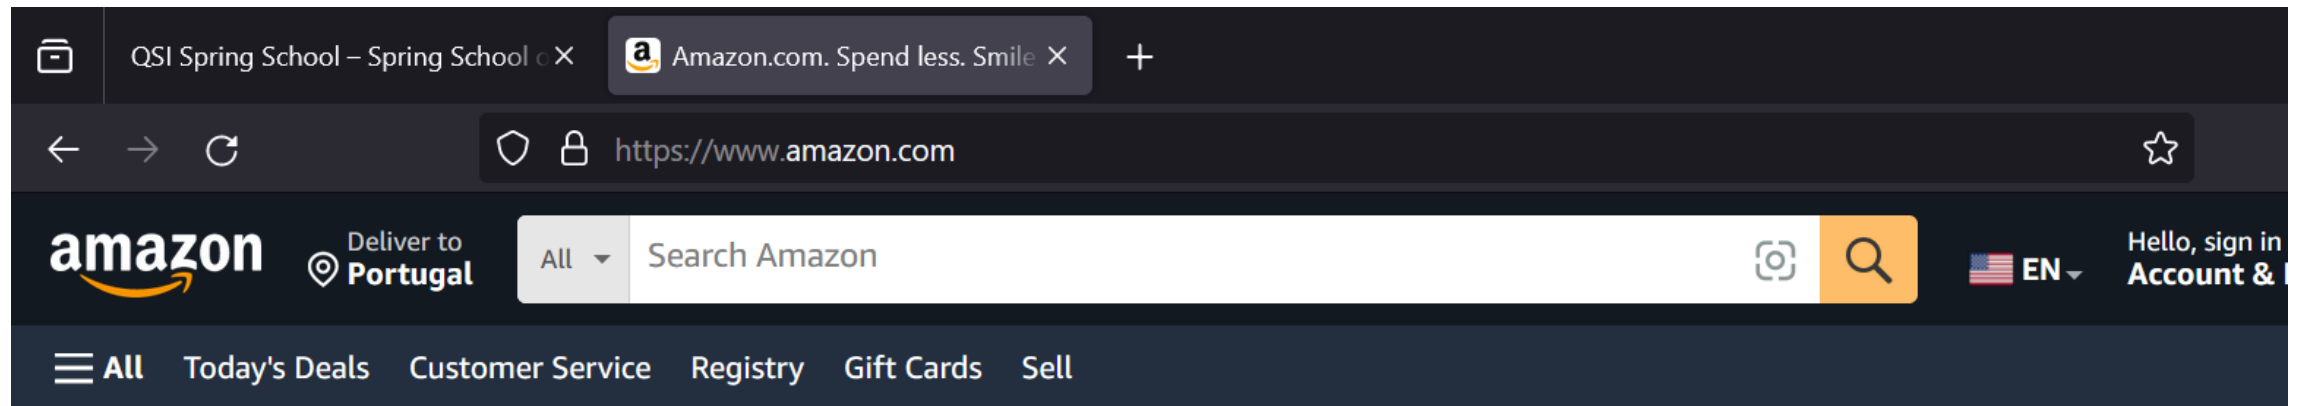 QSI Spring School – Spring School o
Amazon.com. Spend less. Smile
https://www.amazon.com
amazon
Deliver to
Portugal
All
Search Amazon
EN
Hello, sign in
Account &
All Today's Deals Customer Service Registry Gift Cards Sell